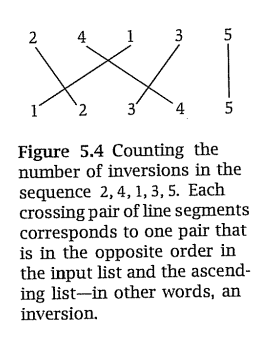 2 4 1 3 5
1 2 3 4 5
Figure 5.4 Counting the
number of inversions in the
sequence 2, 4, 1, 3, 5. Each
crossing pair of line segments
corresponds to one pair that
is in the opposite order in
the input list and the ascend-
ing list—in other words, an
inversion.